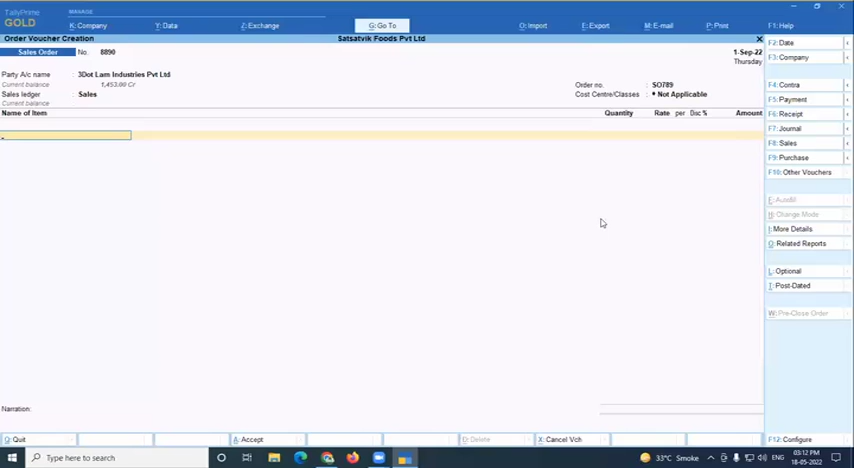 TallyPrime
GOLD
MANAGE
K: Company
Y: Data
Z: Exchange
G: Go To
O: Import
E: Export
M: E-mail
P: Print
F1: Help
Order Voucher Creation
Satsatvik Foods Pvt Ltd
Sales Order
No. 8890
1-Sep-22
Thursday
Party A/c name : 3Dot Lam Industries Pvt Ltd
Current balance : 1,453.00 Cr
Order no. : SO789
Sales ledger : Sales
Cost Centre/Classes : ♦ Not Applicable
Current balance :
Name of Item
Quantity
Rate per Disc %
Amount
Narration:
F2: Date
F3: Company
F4: Contra
F5: Payment
F6: Receipt
F7: Journal
F8: Sales
F9: Purchase
F10: Other Vouchers
E: Autofill
H: Change Mode
I: More Details
O: Related Reports
L: Optional
T: Post-Dated
W: Pre-Close Order
Q: Quit
A: Accept
D: Delete
X: Cancel Vch
F12: Configure
Type here to search
33°C Smoke
ENG
03:12 PM
18-05-2022